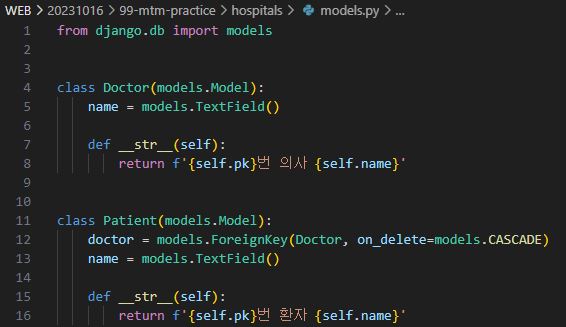 WEB > 20231016 > 99-mtm-practice > hospitals > models.py > ...
1 from django.db import models
2
3
4 class Doctor(models.Model):
5     name = models.TextField()
6
7     def __str__(self):
8         return f'{self.pk}번 의사 {self.name}'
9
10
11 class Patient(models.Model):
12     doctor = models.ForeignKey(Doctor, on_delete=models.CASCADE)
13     name = models.TextField()
14
15     def __str__(self):
16         return f'{self.pk}번 환자 {self.name}'